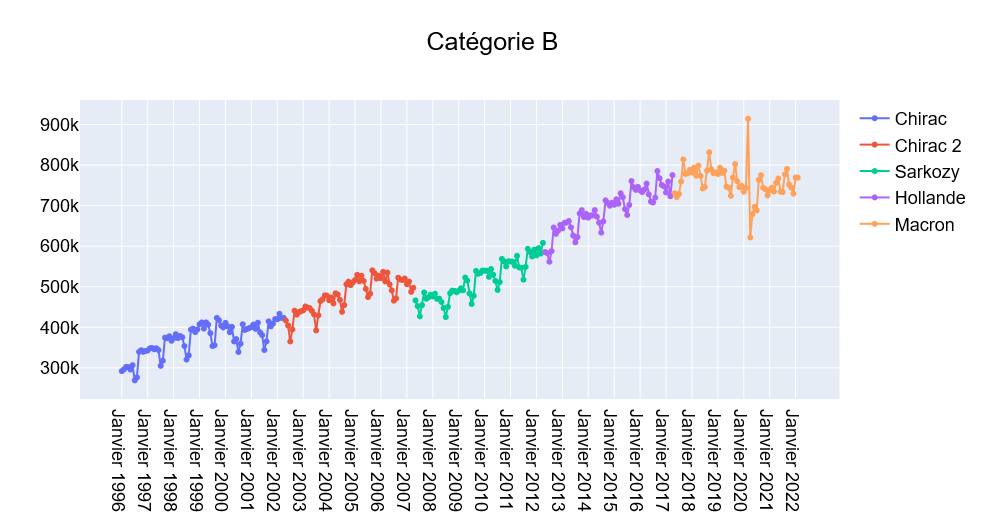 Catégorie B
900k
800k
700k
600k
500k
400k
300k
Janvier 1996
Janvier 1997
Janvier 1998
Janvier 1999
Janvier 2000
Janvier 2001
Janvier 2002
Janvier 2003
Janvier 2004
Janvier 2005
Janvier 2006
Janvier 2007
Janvier 2008
Janvier 2009
Janvier 2010
Janvier 2011
Janvier 2012
Janvier 2013
Janvier 2014
Janvier 2015
Janvier 2016
Janvier 2017
Janvier 2018
Janvier 2019
Janvier 2020
Janvier 2021
Janvier 2022
Chirac
Chirac 2
Sarkozy
Hollande
Macron